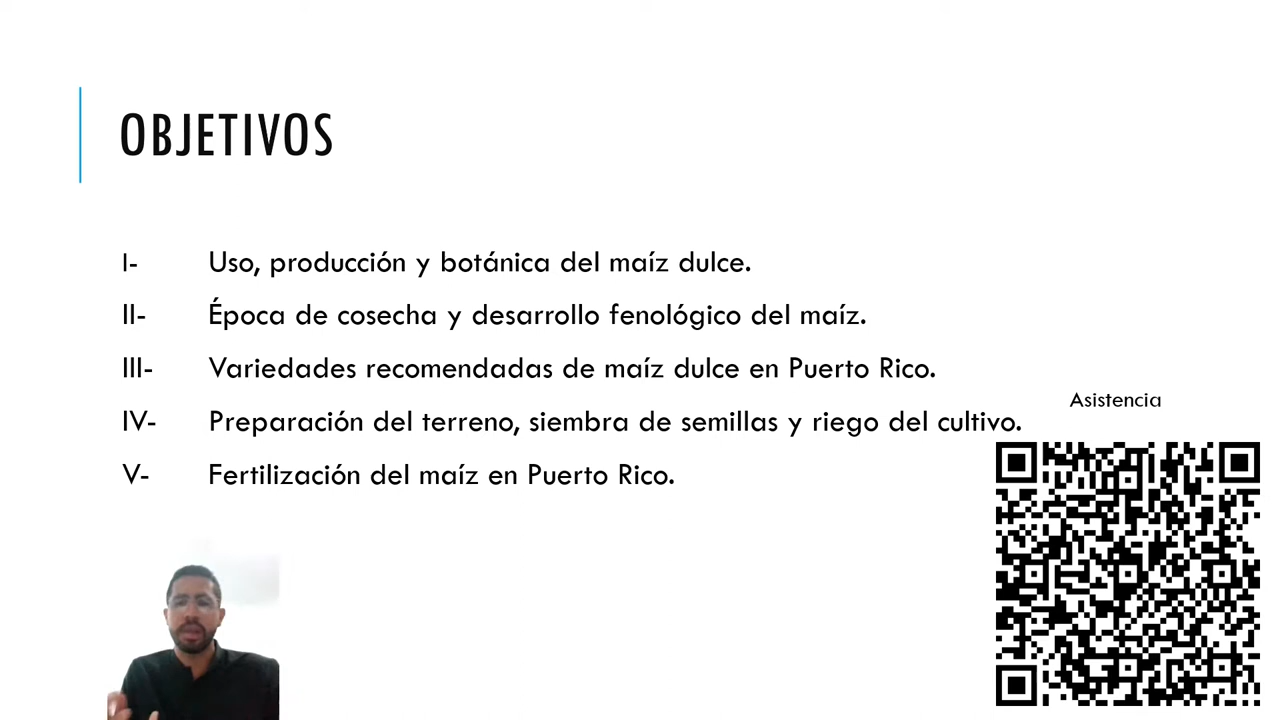 OBJETIVOS
I- Uso, producción y botánica del maíz dulce.
II- Época de cosecha y desarrollo fenológico del maíz.
III- Variedades recomendadas de maíz dulce en Puerto Rico.
IV- Preparación del terreno, siembra de semillas y riego del cultivo.
V- Fertilización del maíz en Puerto Rico.
Asistencia